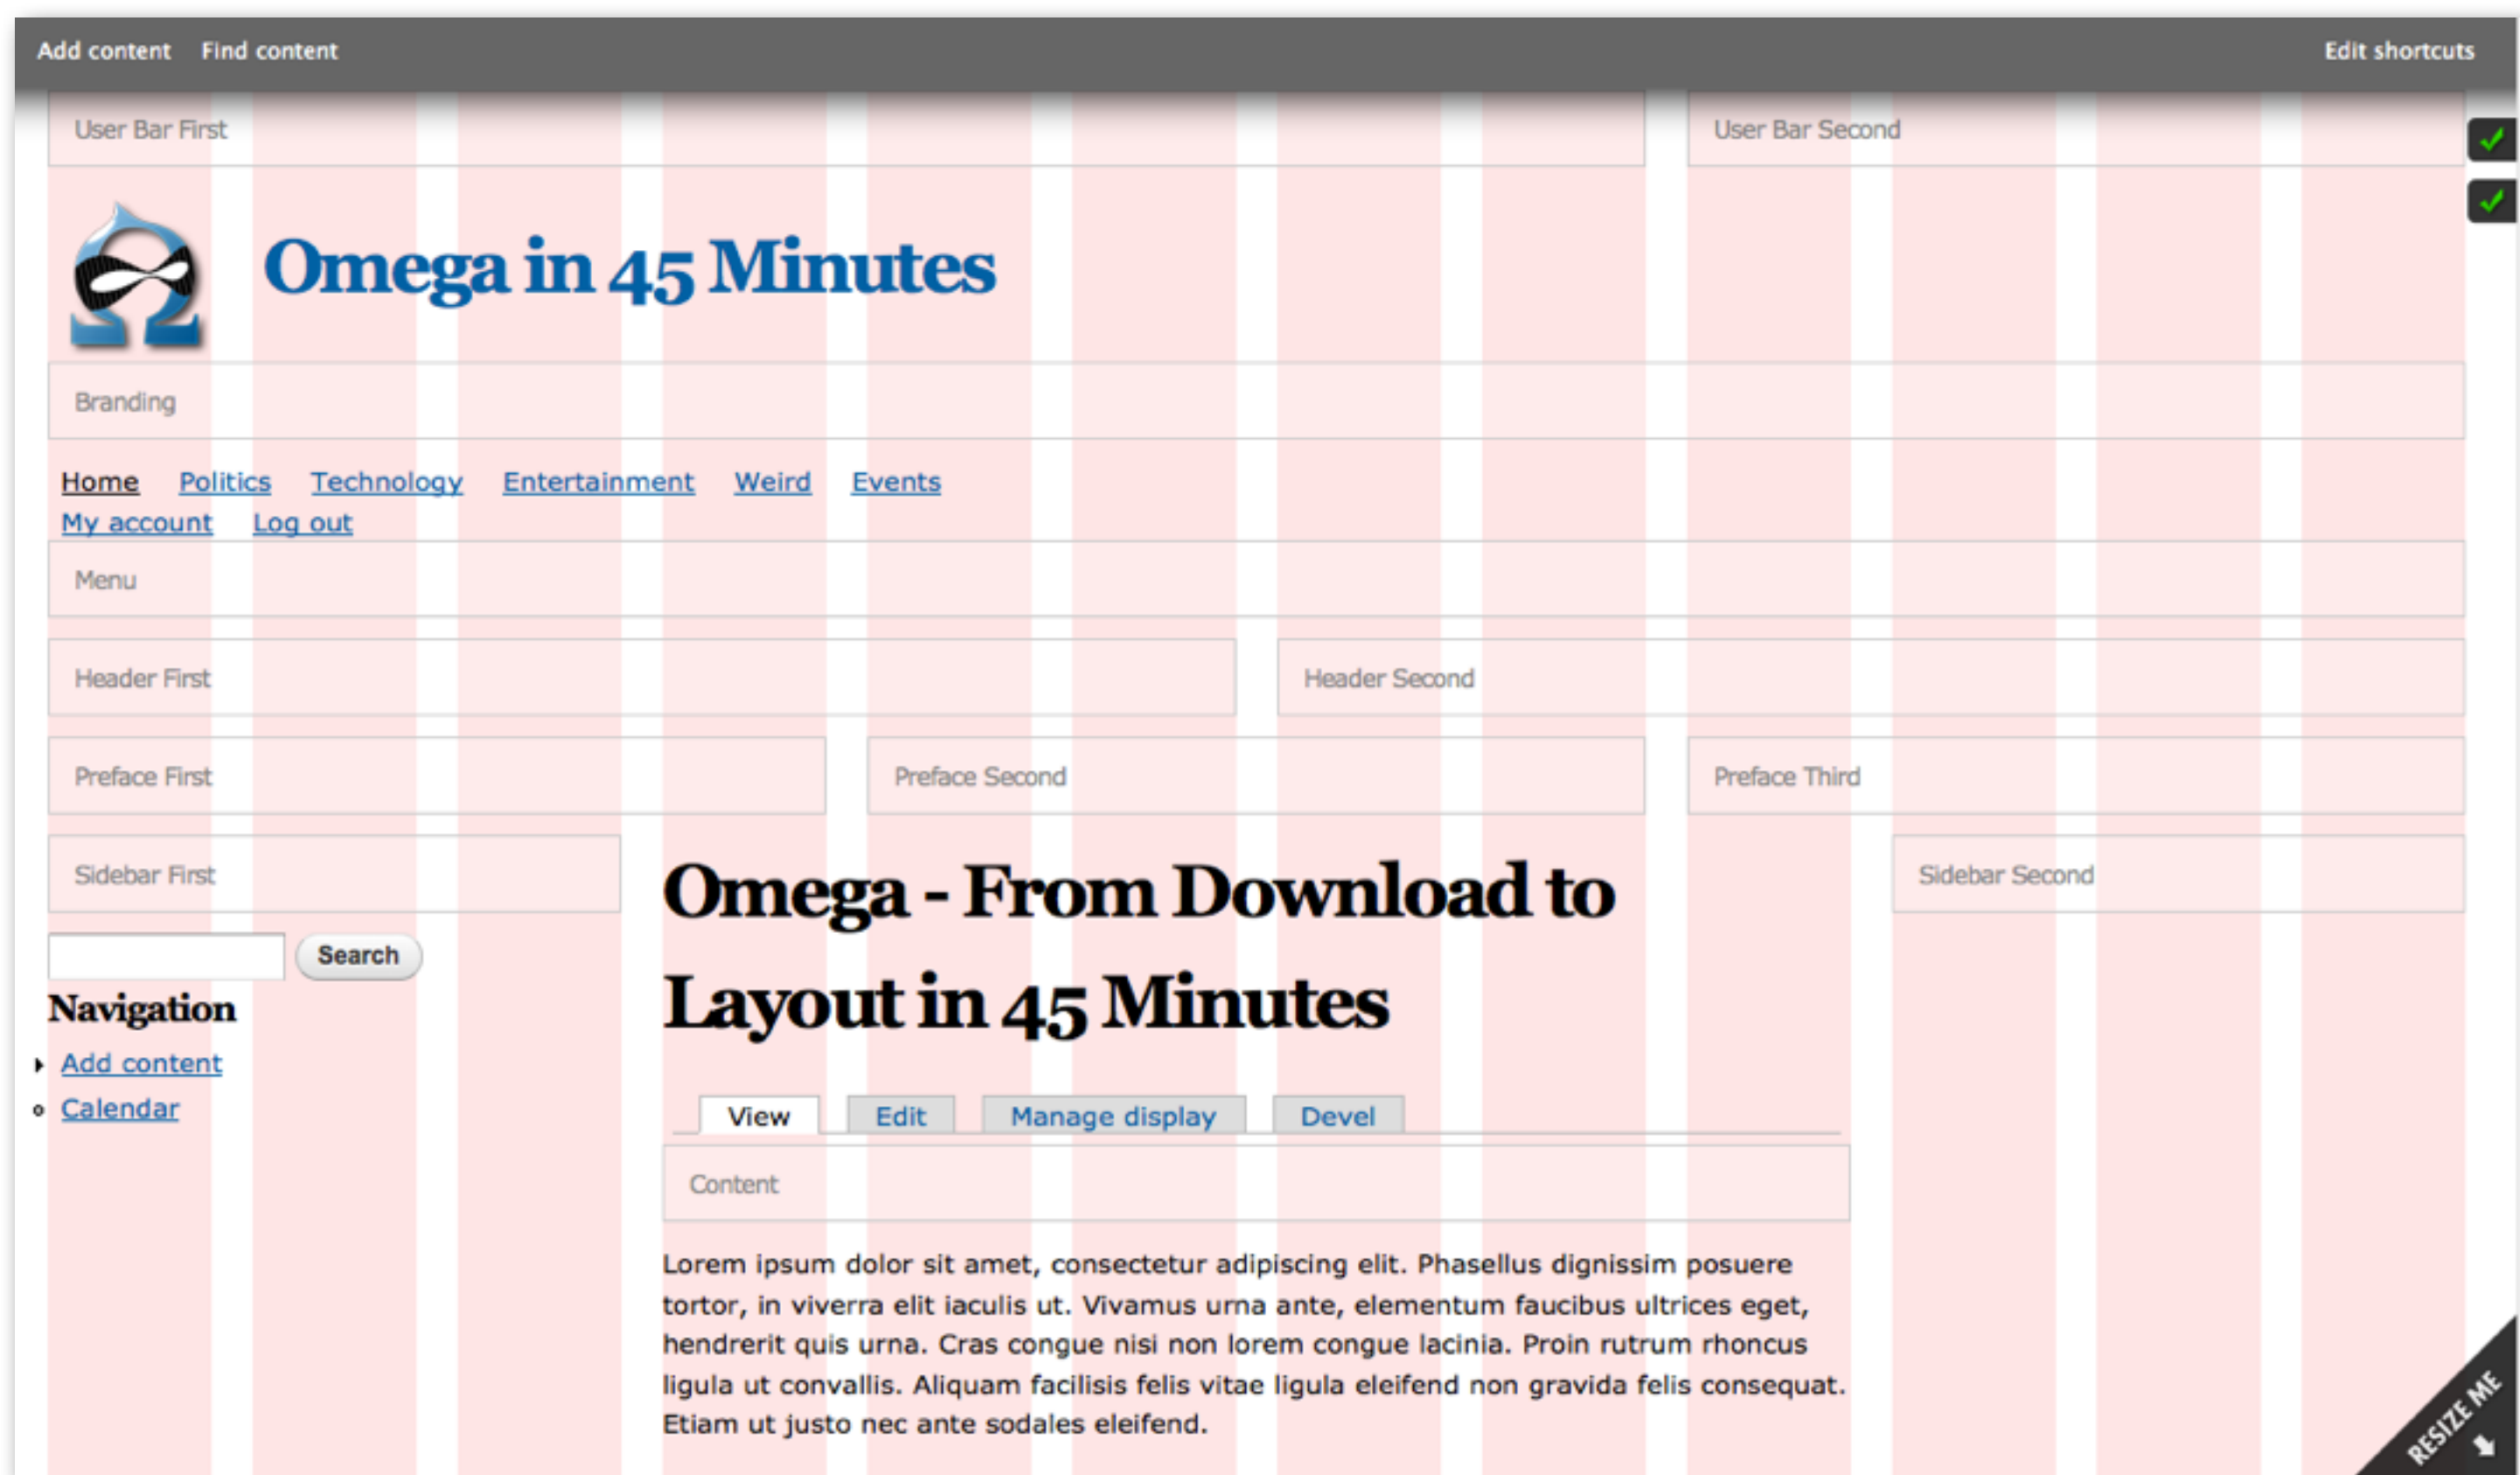 Add content Find content Edit shortcuts
User Bar First User Bar Second
Omega in 45 Minutes
Branding
Home Politics Technology Entertainment Weird Events
My account Log out
Menu
Header First Header Second
Preface First Preface Second Preface Third
Sidebar First
Search
Navigation
Add content
Calendar
Omega - From Download to
Layout in 45 Minutes
View Edit Manage display Devel
Content
Lorem ipsum dolor sit amet, consectetur adipiscing elit. Phasellus dignissim posuere
tortor, in viverra elit iaculis ut. Vivamus urna ante, elementum faucibus ultrices eget,
hendrerit quis urna. Cras congue nisi non lorem congue lacinia. Proin rutrum rhoncus
ligula ut convallis. Aliquam facilisis felis vitae ligula eleifend non gravida felis consequat.
Etiam ut justo nec ante sodales eleifend.
Sidebar Second
RESIZE ME